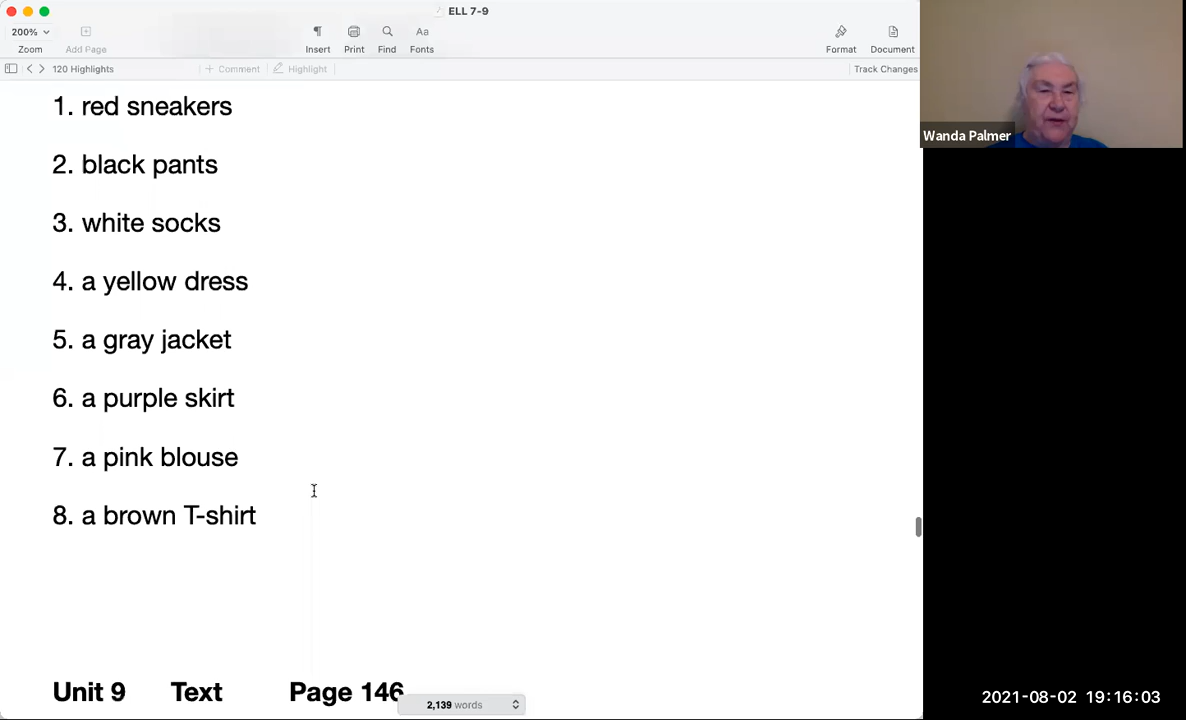 ELL 7-9
200%
Zoom
Add Page
Insert
Print
Find
Aa
Fonts
Format
Document
120 Highlights
+ Comment
Highlight
Track Changes
1. red sneakers
2. black pants
3. white socks
4. a yellow dress
5. a gray jacket
6. a purple skirt
7. a pink blouse
8. a brown T-shirt
Unit 9 Text Page 146
2,139 words
Wanda Palmer
2021-08-02 19:16:03